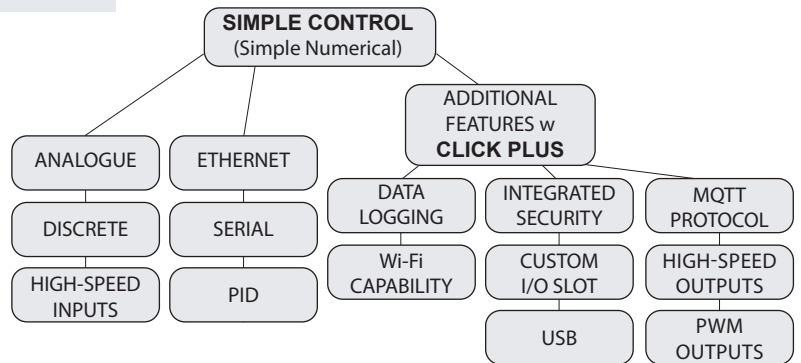 SIMPLE CONTROL
(Simple Numerical)
ADDITIONAL
FEATURES w
CLICK PLUS
ANALOGUE
DISCRETE
HIGH-SPEED
INPUTS
ETHERNET
SERIAL
PID
DATA
LOGGING
Wi-Fi
CAPABILITY
INTEGRATED
SECURITY
CUSTOM
I/O SLOT
USB
MQTT
PROTOCOL
HIGH-SPEED
OUTPUTS
PWM
OUTPUTS